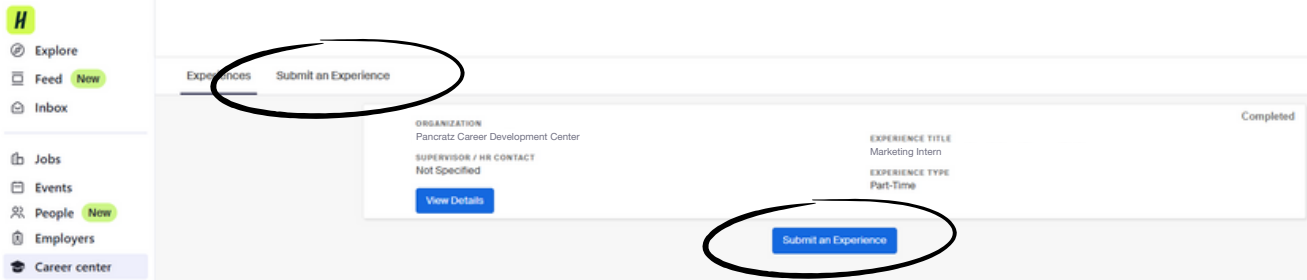 H
Explore
Feed New
Inbox
Jobs
Events
People New
Employers
Career center
Experiences Submit an Experience
Completed
ORGANIZATION
Pancratz Career Development Center
SUPERVISOR / HR CONTACT
Not Specified
View Details
EXPERIENCE TITLE
Marketing Intern
EXPERIENCE TYPE
Part-Time
Submit an Experience